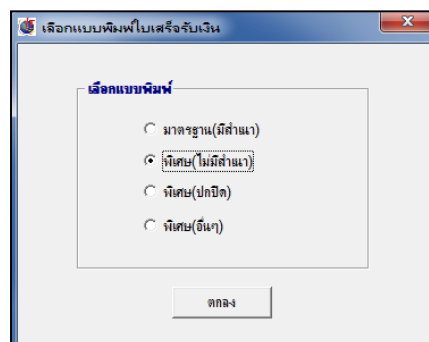 เลือกแบบพิมพ์ใบเสร็จรับเงิน
เลือกแบบพิมพ์
มาตรฐาน(มีสำเนา)
พิเศษ(ไม่มีสำเนา)
พิเศษ(ปกปิด)
พิเศษ(อื่นๆ)
ตกลง